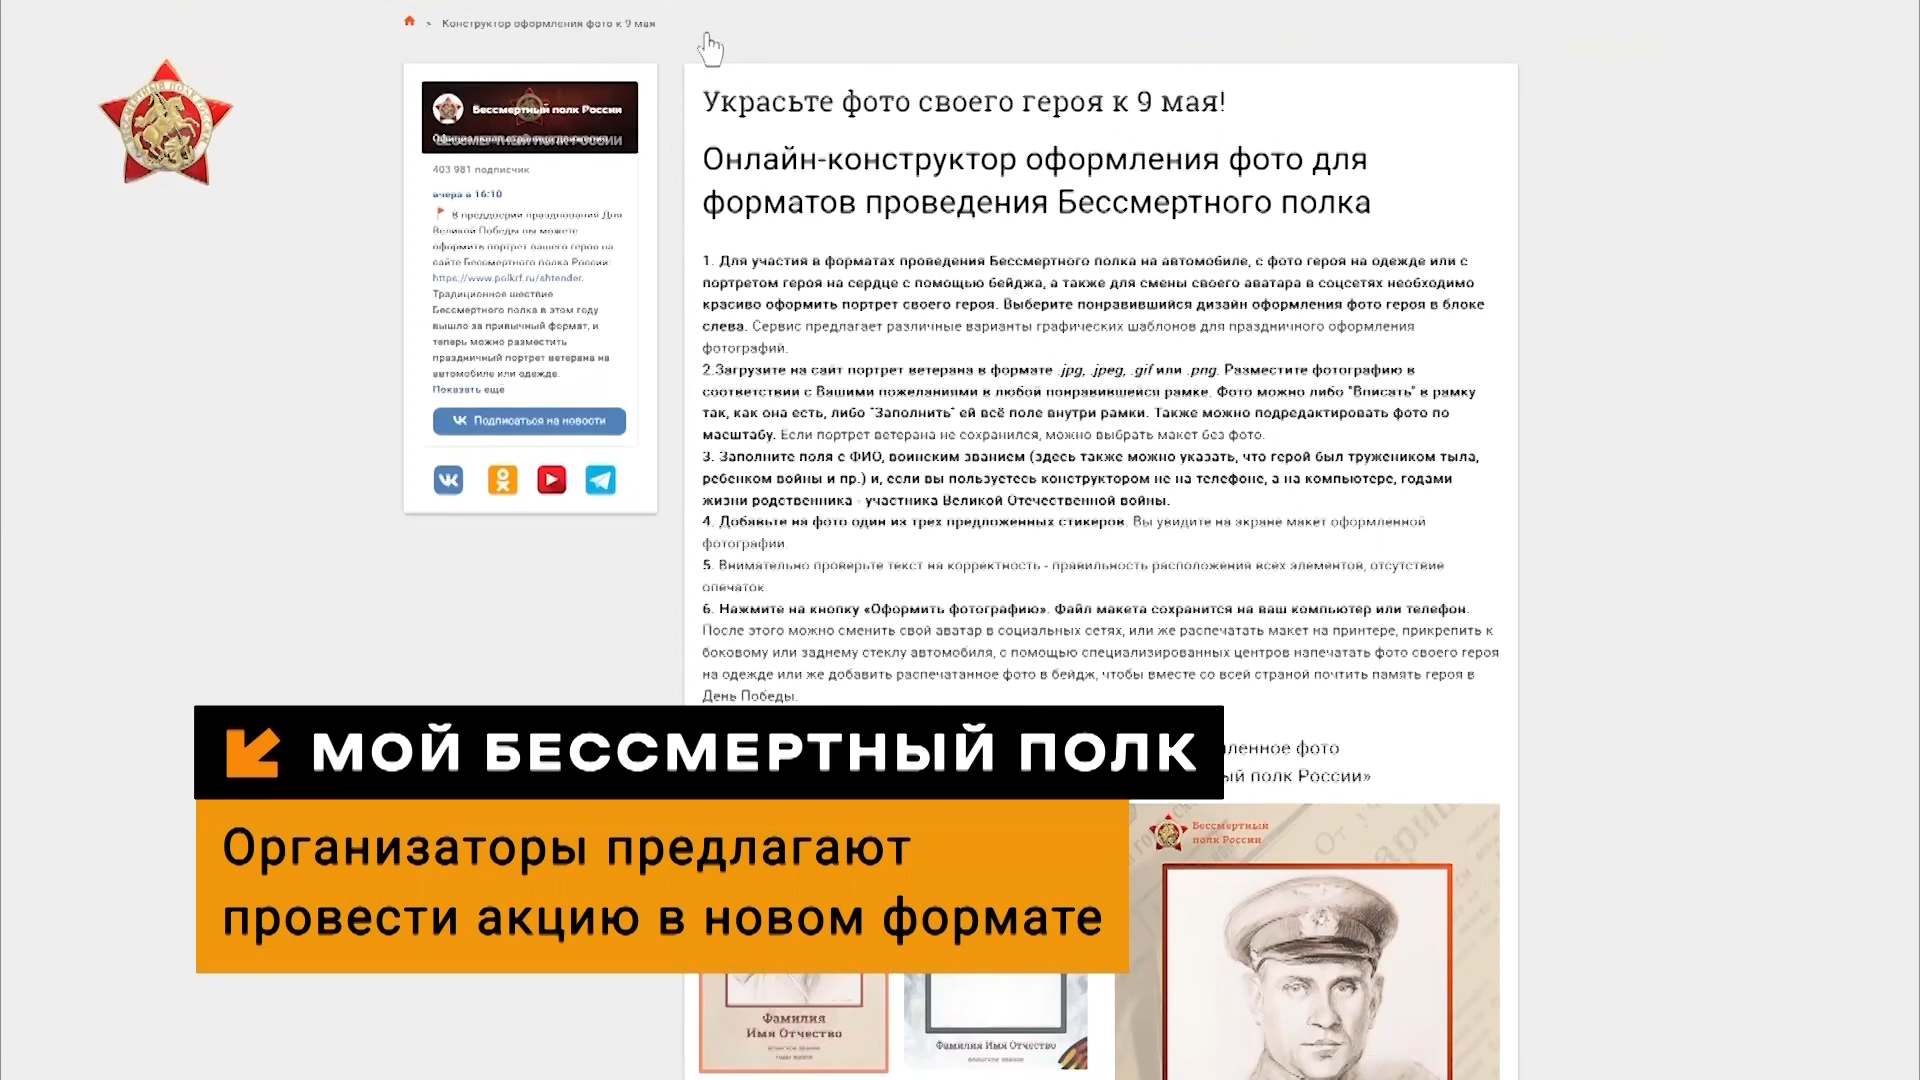 » Конструктор оформления фото к 9 мая
Бессмертный полк России
403 981 подписчик
вчера в 16:10
В преддверии празднования Дня
Великой Победы вы можете
оформить портрет вашего героя на
сайте Бессмертного полка России:
https://www.polkrf.ru/shtender.
Традиционное шествие
Бессмертного полка в этом году
вышло за привычный формат, и
теперь можно разместить
праздничный портрет ветерана на
автомобиле или одежде.
Показать ещё
Подписаться на новости
Украсьте фото своего героя к 9 мая!
Онлайн-конструктор оформления фото для
форматов проведения Бессмертного полка
1. Для участия в форматах проведения Бессмертного полка на автомобиле, с фото героя на одежде или с
портретом героя на сердце с помощью бейджа, а также для смены своего аватара в соцсетях необходимо
красиво оформить портрет своего героя. Выберите понравившийся дизайн оформления фото героя в блоке
слева. Сервис предлагает различные варианты графических шаблонов для праздничного оформления
фотографий.
2.Загрузите на сайт портрет ветерана в формате .jpg, .jpeg, .gif или .png. Разместите фотографию в
соответствии с Вашими пожеланиями в любой понравившейся рамке. Фото можно либо "Вписать" в рамку
так, как она есть, либо "Заполнить" ей всё поле внутри рамки. Также можно подредактировать фото по
масштабу. Если портрет ветерана не сохранился, можно выбрать макет без фото.
3. Заполните поля с ФИО, воинским званием (здесь также можно указать, что герой был тружеником тыла,
ребенком войны и пр.) и, если вы пользуетесь конструктором не на телефоне, а на компьютере, годами
жизни родственника - участника Великой Отечественной войны.
4. Добавьте на фото один из трех предложенных стикеров. Вы увидите на экране макет оформленной
фотографии.
5. Внимательно проверьте текст на корректность - правильность расположения всех элементов, отсутствие
опечаток.
6. Нажмите на кнопку «Оформить фотографию». Файл макета сохранится на ваш компьютер или телефон.
После этого можно сменить свой аватар в социальных сетях, или же распечатать макет на принтере, прикрепить к
боковому или заднему стеклу автомобиля, с помощью специализированных центров напечатать фото своего героя
на одежде или же добавить распечатанное фото в бейдж, чтобы вместе со всей страной почтить память героя в
День Победы.
ленное фото
ый полк России»
МОЙ БЕССМЕРТНЫЙ ПОЛК
Организаторы предлагают
провести акцию в новом формате
Бессмертный
полк России
Фамилия
Имя Отчество
Фамилия Имя Отчество
воинское звание